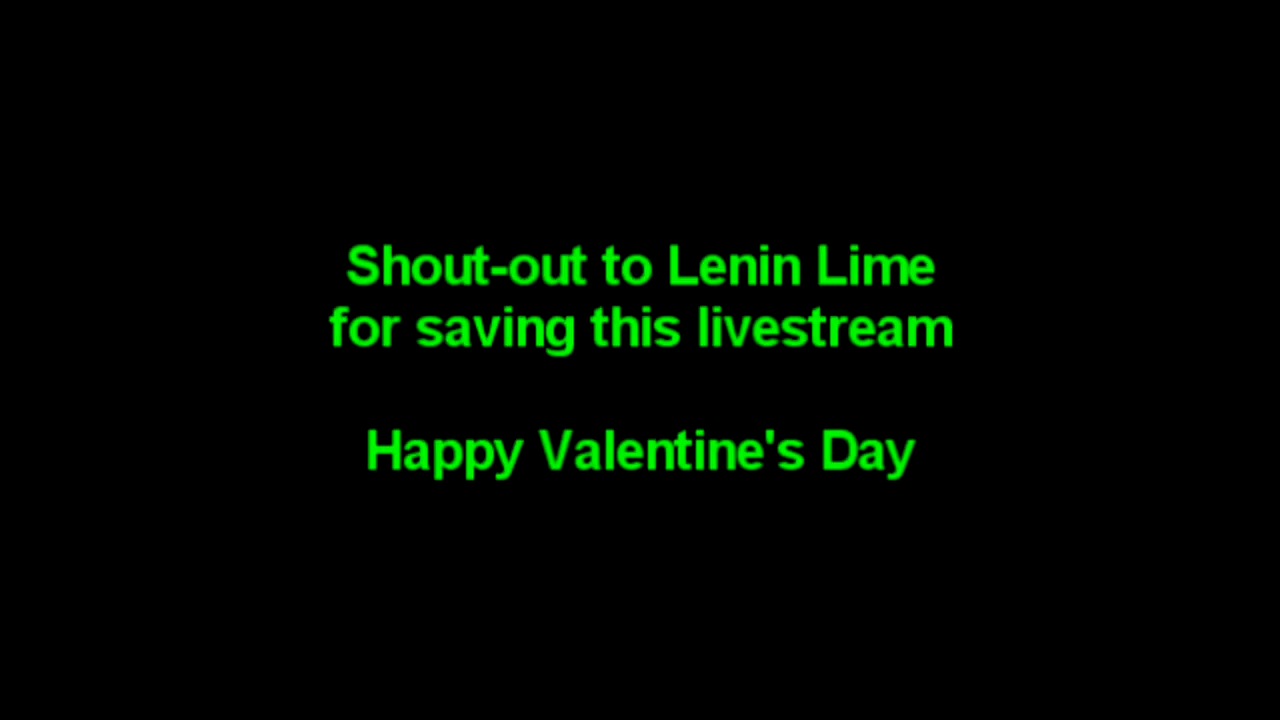 Shout-out to Lenin Lime
for saving this livestream
Happy Valentine's Day